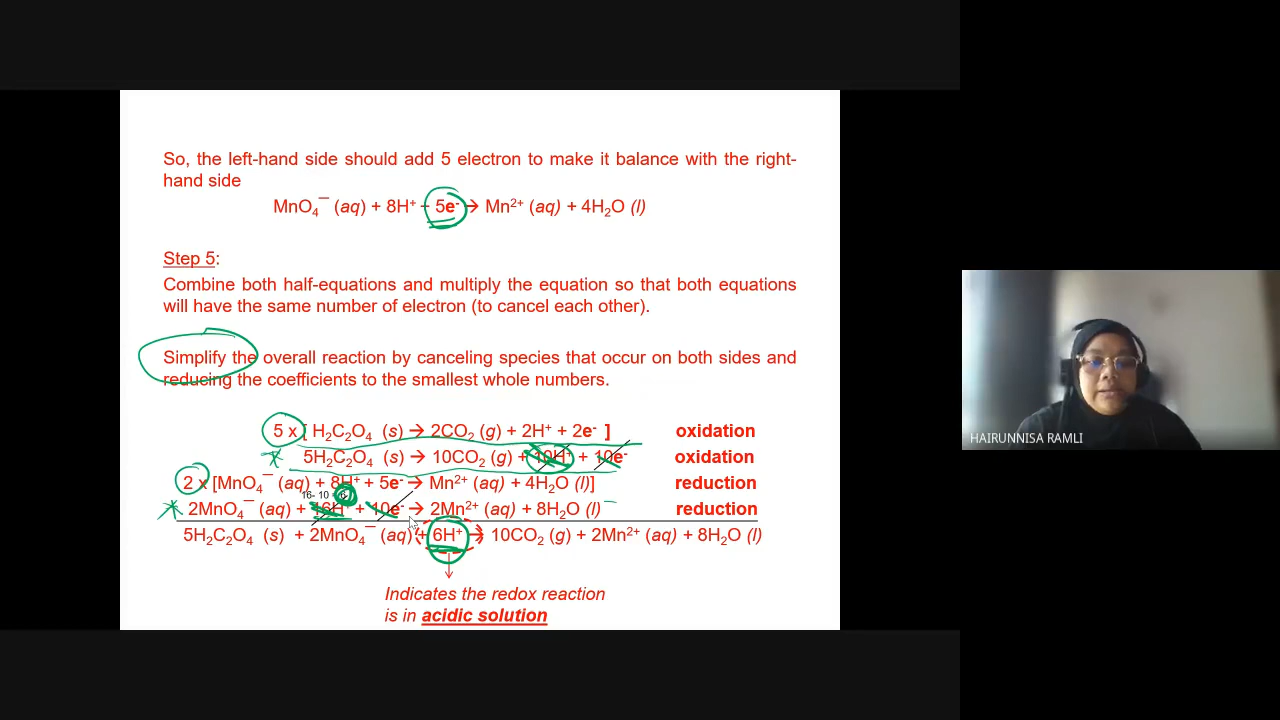 So, the left-hand side should add 5 electron to make it balance with the right-
hand side
MnO₄⁻ (aq) + 8H⁺ + 5e⁻ → Mn²⁺ (aq) + 4H₂O (l)
Step 5:
Combine both half-equations and multiply the equation so that both equations
will have the same number of electron (to cancel each other).
Simplify the overall reaction by canceling species that occur on both sides and
reducing the coefficients to the smallest whole numbers.
5 x [ H₂C₂O₄ (s) → 2CO₂ (g) + 2H⁺ + 2e⁻ ] oxidation
5H₂C₂O₄ (s) → 10CO₂ (g) + 10H⁺ + 10e⁻ oxidation
2 x [MnO₄⁻ (aq) + 8H⁺ + 5e⁻ → Mn²⁺ (aq) + 4H₂O (l)] reduction
16- 10 = 6
2MnO₄⁻ (aq) + 16H⁺ + 10e⁻ → 2Mn²⁺ (aq) + 8H₂O (l) reduction
5H₂C₂O₄ (s) + 2MnO₄⁻ (aq) + 6H⁺ → 10CO₂ (g) + 2Mn²⁺ (aq) + 8H₂O (l)
Indicates the redox reaction
is in acidic solution
HAIRUNNISA RAMLI